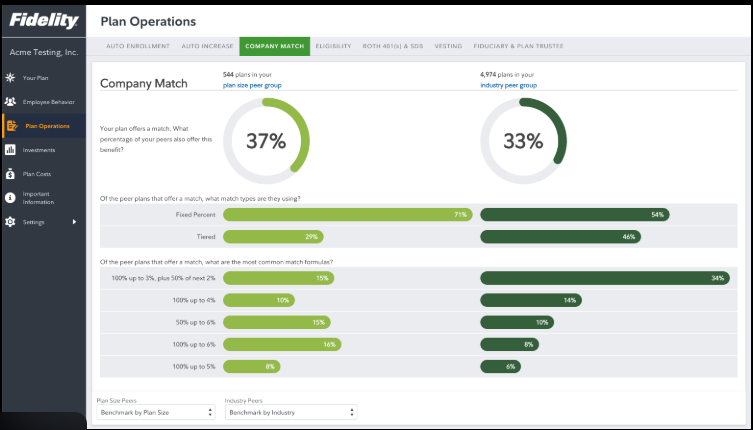 Fidelity
Plan Operations
Acme Testing, Inc.
AUTO ENROLLMENT AUTO INCREASE COMPANY MATCH ELIGIBILITY ROTH 401(k) & SDB VESTING FIDUCIARY & PLAN TRUSTEE
Your Plan
Employee Behavior
Plan Operations
Investments
Plan Costs
Important
Information
Settings
Company Match
544 plans in your
plan size peer group
4,974 plans in your
industry peer group
Your plan offers a match. What
percentage of your peers also offer this
benefit?
37%
33%
Of the peer plans that offer a match, what match types are they using?
Fixed Percent 71% 54%
Tiered 29% 46%
Of the peer plans that offer a match, what are the most common match formulas?
100% up to 3%, plus 50% of next 2% 15% 34%
100% up to 4% 10% 14%
50% up to 6% 15% 10%
100% up to 6% 16% 8%
100% up to 5% 8% 6%
Plan Size Peers Industry Peers
Benchmark by Plan Size Benchmark by Industry